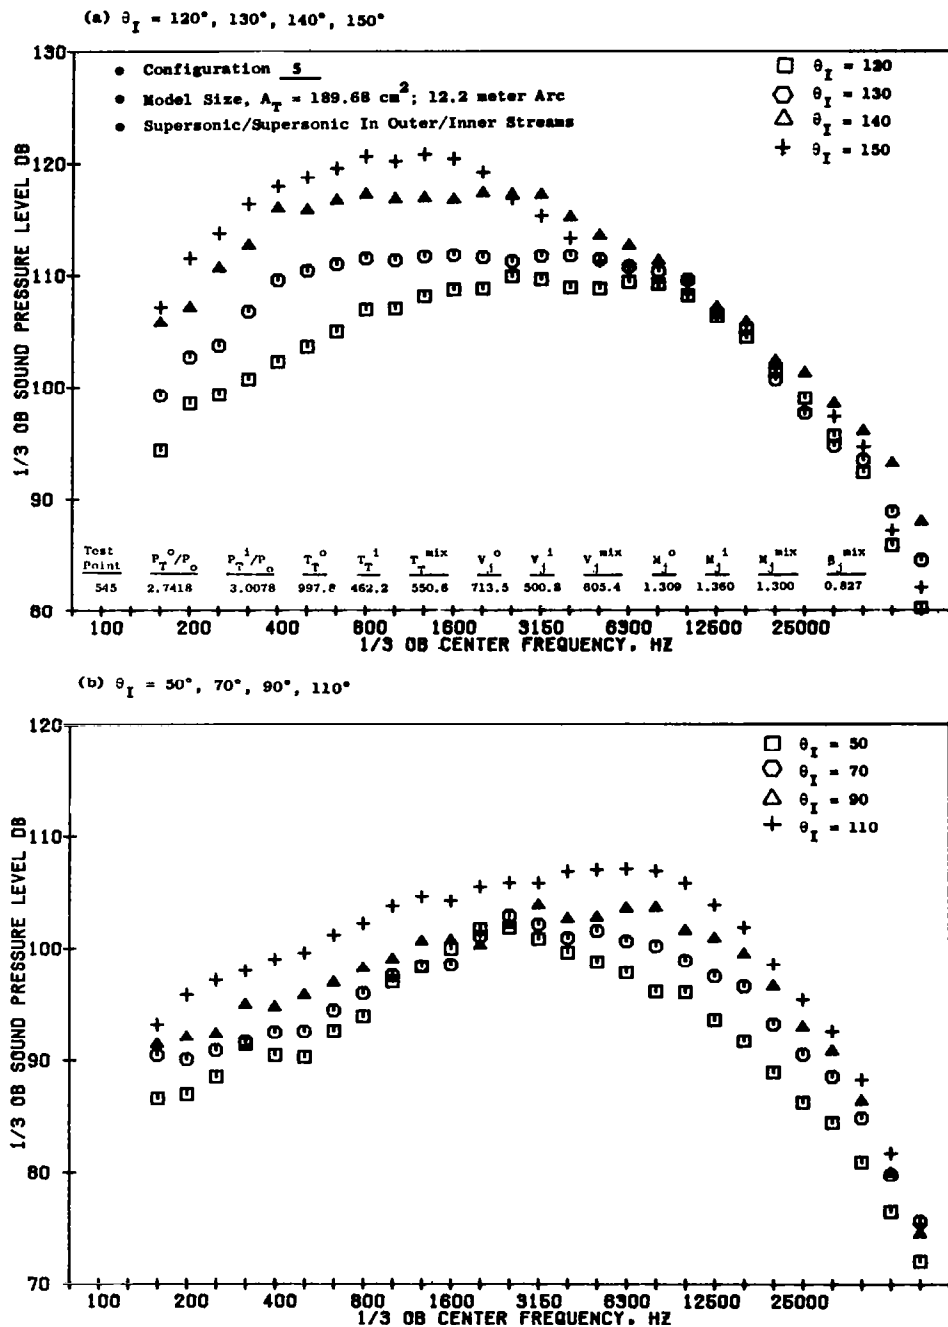 (a) θI = 120°, 130°, 140°, 150°
130
• Configuration 5
• Model Size, AT = 189.68 cm2; 12.2 meter Arc
• Supersonic/Supersonic In Outer/Inner Streams
θI = 120
θI = 130
θI = 140
θI = 150
120
110
100
90
80
1/3 OB SOUND PRESSURE LEVEL DB
Test Point PTo/Po PTi/Po TTo TTi TTmix Vjo Vji Vjmix Mjo Mji Mjmix βjmix
545 2.7418 3.0078 997.8 462.2 550.6 713.5 500.9 605.4 1.309 1.360 1.300 0.827
100 200 400 800 1600 3150 6300 12500 25000
1/3 OB CENTER FREQUENCY, HZ
(b) θI = 50°, 70°, 90°, 110°
120
θI = 50
θI = 70
θI = 90
θI = 110
110
100
90
80
70
1/3 OB SOUND PRESSURE LEVEL DB
100 200 400 800 1600 3150 6300 12500 25000
1/3 OB CENTER FREQUENCY, HZ